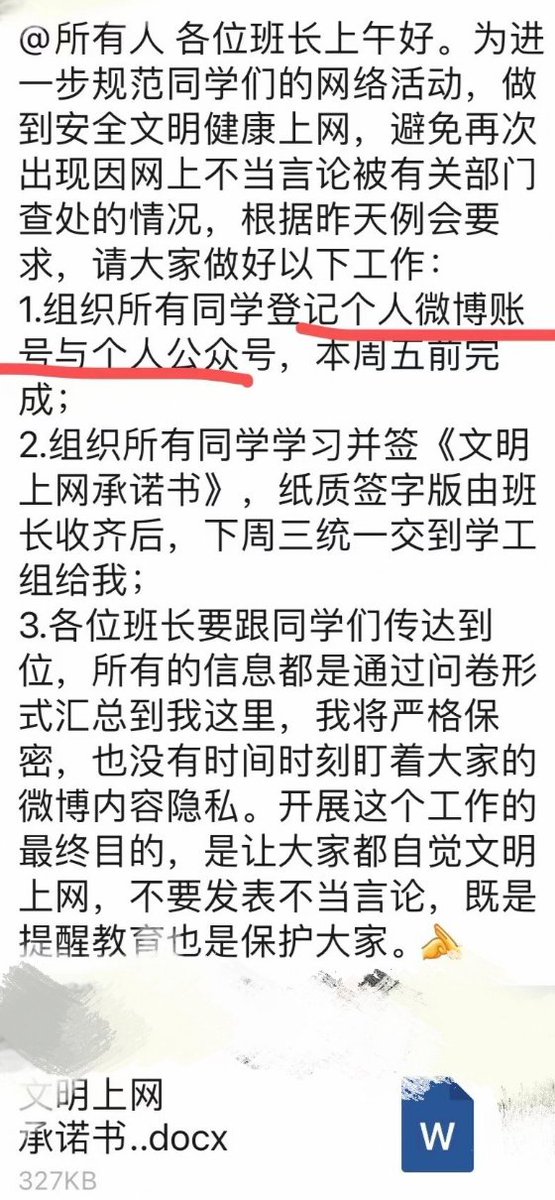 @所有人 各位班长上午好。为进
一步规范同学们的网络活动，做
到安全文明健康上网，避免再次
出现因网上不当言论被有关部门
查处的情况，根据昨天例会要
求，请大家做好以下工作：
1.组织所有同学登记个人微博账
号与个人公众号，本周五前完
成；
2.组织所有同学学习并签《文明
上网承诺书》，纸质签字版由班
长收齐后，下周三统一交到学工
组给我；
3.各位班长要跟同学们传达到
位，所有的信息都是通过问卷形
式汇总到我这里，我将严格保
密，也没有时间时刻盯着大家的
微博内容隐私。开展这个工作的
最终目的，是让大家都自觉文明
上网，不要发表不当言论，既是
提醒教育也是保护大家。
文明上网
承诺书..docx
W
327KB